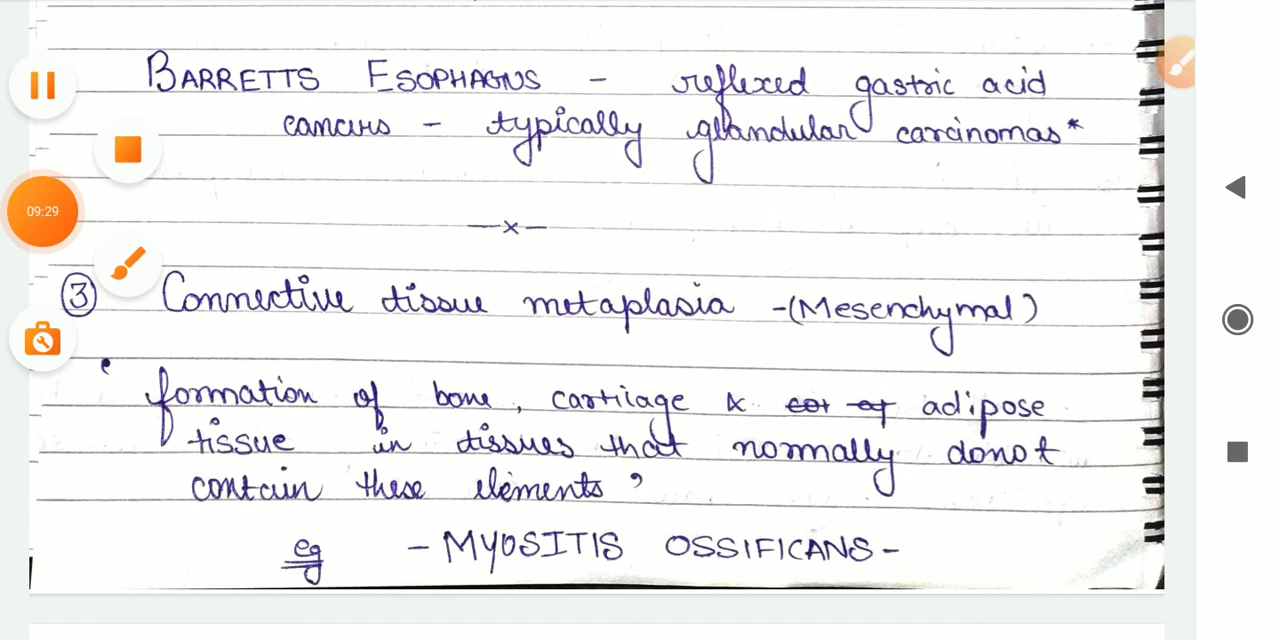 BARRETTS ESOPHAGUS - reflexed gastric acid
cancers - typically glandular carcinomas*
-x-
09:29
③ Connective tissue metaplasia -(Mesenchymal)
formation of bone, cartilage & adipose
tissue in tissues that normally donot
contain these elements,
eg - MYOSITIS OSSIFICANS -